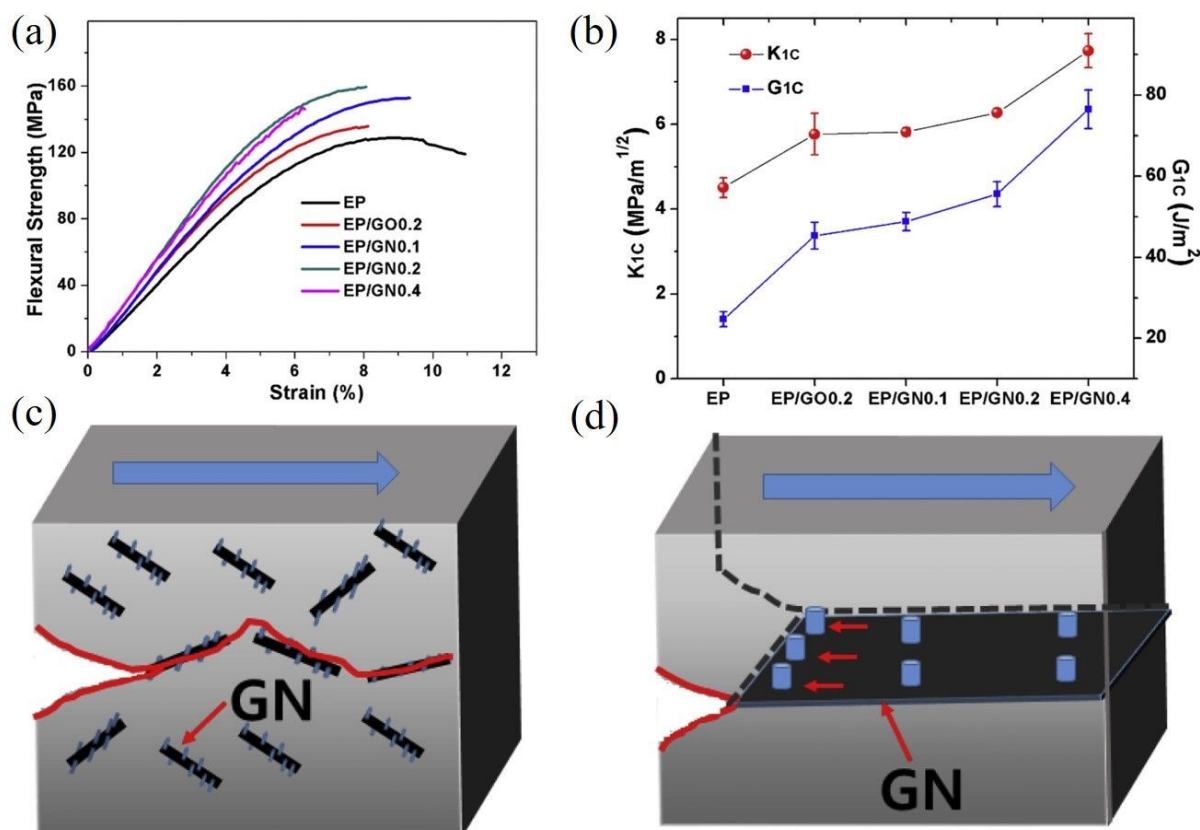 (a)
Flexural Strength (MPa)
160
120
80
40
0
EP
EP/GO0.2
EP/GN0.1
EP/GN0.2
EP/GN0.4
0 2 4 6 8 10 12
Strain (%)
(b)
K1C (MPa/m1/2)
8
6
4
2
0
K1C
G1C
80
60
40
20
G1C (J/m2)
EP EP/GO0.2 EP/GN0.1 EP/GN0.2 EP/GN0.4
(c)
GN
(d)
GN